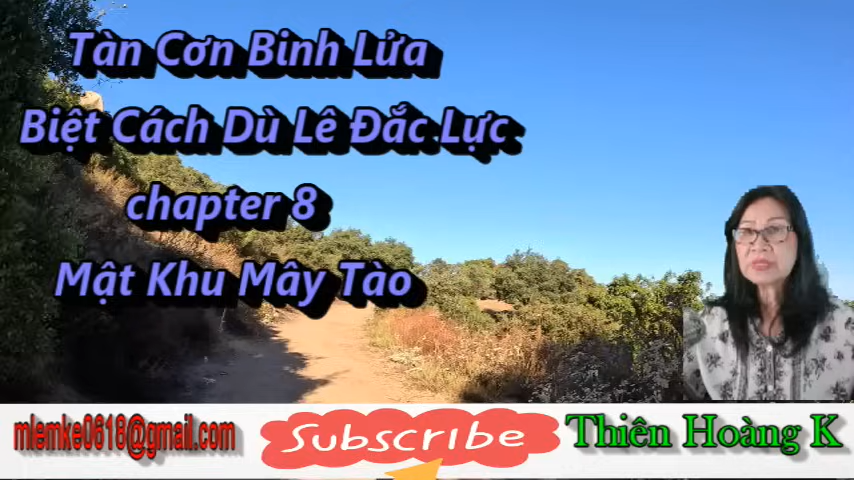 Tàn Cơn Binh Lửa
Biệt Cách Dù Lê Đắc Lực
chapter 8
Mật Khu Mây Tào
mlemke0618@gmail.com
Subscribe
Thiên Hoàng K